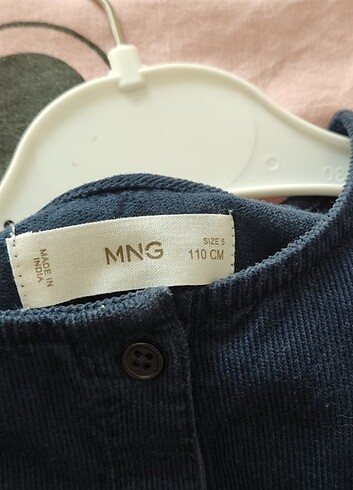 MADE IN
INDIA
MNG
SIZE 5
110 CM